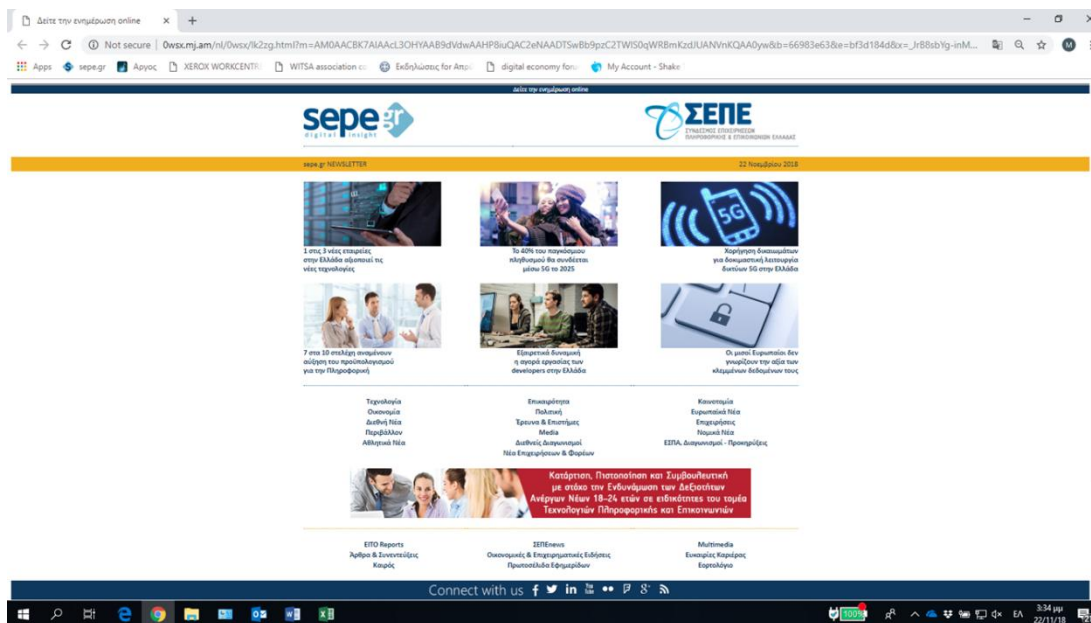 Δείτε την ενημέρωση online
Not secure | 0wsx.mj.am/nl/0wsx/lk2zg.html?m=
Apps sepe.gr Αργος XEROX WORKCENTR WITSA association Εκδηλώσεις for digital economy My Account - Shake
Δείτε την ενημέρωση online
sepe.gr
digital insight
ΣΕΠΕ
ΣΥΝΔΕΣΜΟΣ ΕΠΙΧΕΙΡΗΣΕΩΝ
ΠΛΗΡΟΦΟΡΙΚΗΣ & ΕΠΙΚΟΙΝΩΝΙΩΝ ΕΛΛΑΔΑΣ
sepe.gr NEWSLETTER
22 Νοεμβρίου 2018
5G
1 στις 3 νέες εταιρείες
στην Ελλάδα αξιοποιεί τις
νέες τεχνολογίες
Το 40% του παγκόσμιου
πληθυσμού θα συνδέεται
μέσω 5G το 2025
Χορήγηση δικαιωμάτων
για δοκιμαστική λειτουργία
δικτύων 5G στην Ελλάδα
7 στα 10 στελέχη αναμένουν
αύξηση του προϋπολογισμού
για την Πληροφορική
Εξαιρετικά δυναμική
η αγορά εργασίας των
developers στην Ελλάδα
Οι μισοί Ευρωπαίοι δεν
γνωρίζουν την αξία των
κλεμμένων δεδομένων τους
Τεχνολογία
Οικονομία
Διεθνή Νέα
Περιβάλλον
Αθλητικά Νέα
Επικαιρότητα
Πολιτική
Έρευνα & Επιστήμες
Media
Διεθνείς Διαγωνισμοί
Νέα Επιχειρήσεων & Φορέων
Καινοτομία
Ευρωπαϊκά Νέα
Επιχειρήσεις
Νομικά Νέα
ΕΣΠΑ, Διαγωνισμοί - Προκηρύξεις
Κατάρτιση, Πιστοποίηση και Συμβουλευτική
με στόχο την Ενδυνάμωση των Δεξιοτήτων
Ανέργων Νέων 18–24 ετών σε ειδικότητες του τομέα
Τεχνολογιών Πληροφορικής και Επικοινωνιών
EITO Reports
Άρθρα & Συνεντεύξεις
Καιρός
ΣΕΠΕnews
Οικονομικές & Επιχειρηματικές Ειδήσεις
Πρωτοσέλιδα Εφημερίδων
Multimedia
Ευκαιρίες Καριέρας
Εορτολόγιο
Connect with us
100%
ΕΛ
3:34 μμ
22/11/18